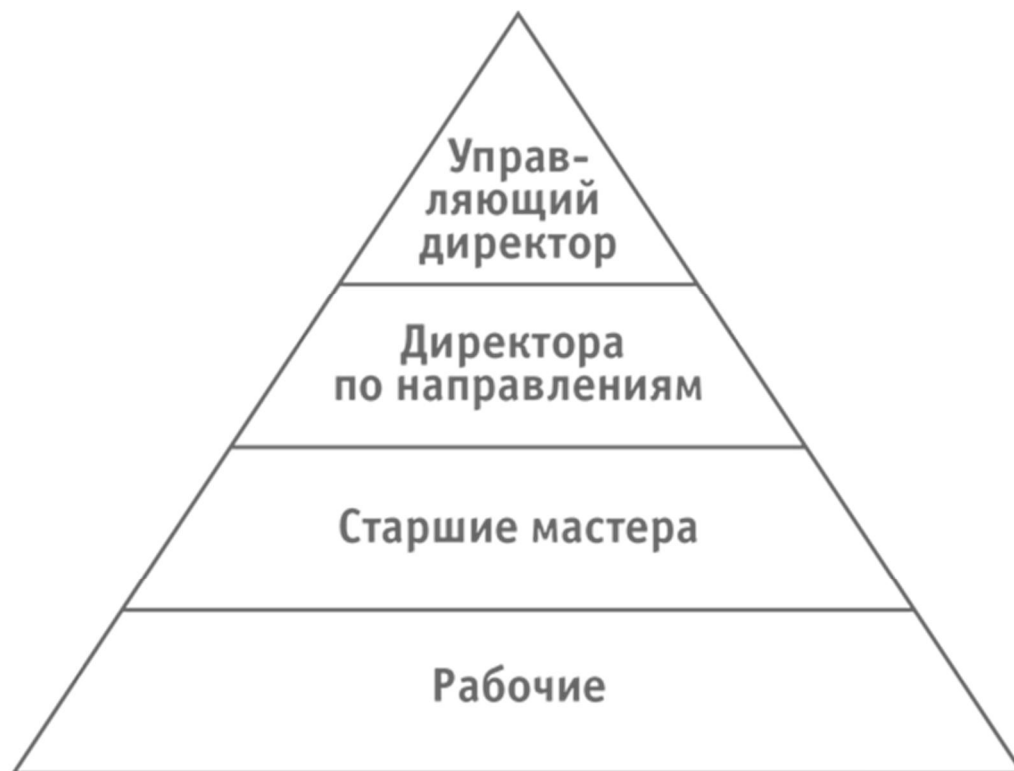 Управ-
ляющий
директор
Директора
по направлениям
Старшие мастера
Рабочие